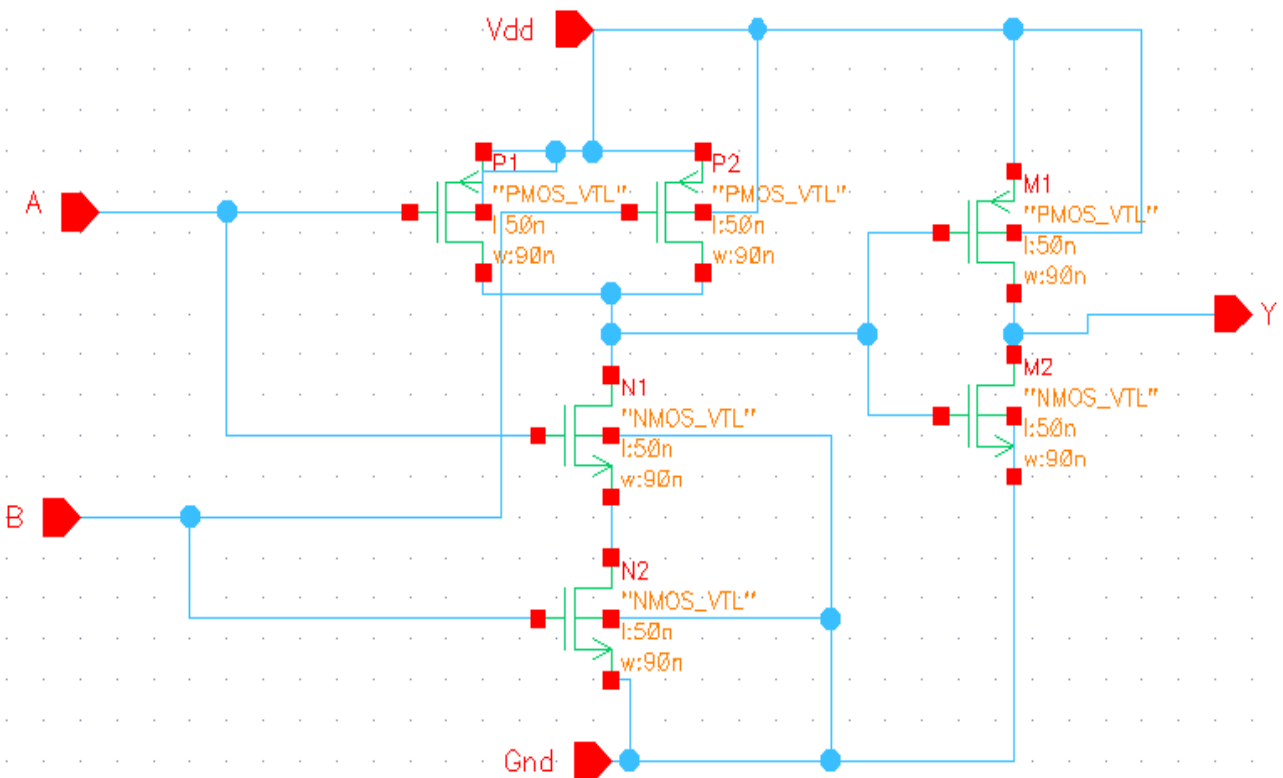 Vdd
P1
"PMOS_VTL"
l:50n
w:90n
P2
"PMOS_VTL"
l:50n
w:90n
M1
"PMOS_VTL"
l:50n
w:90n
A
Y
N1
"NMOS_VTL"
l:50n
w:90n
M2
"NMOS_VTL"
l:50n
w:90n
B
N2
"NMOS_VTL"
l:50n
w:90n
Gnd